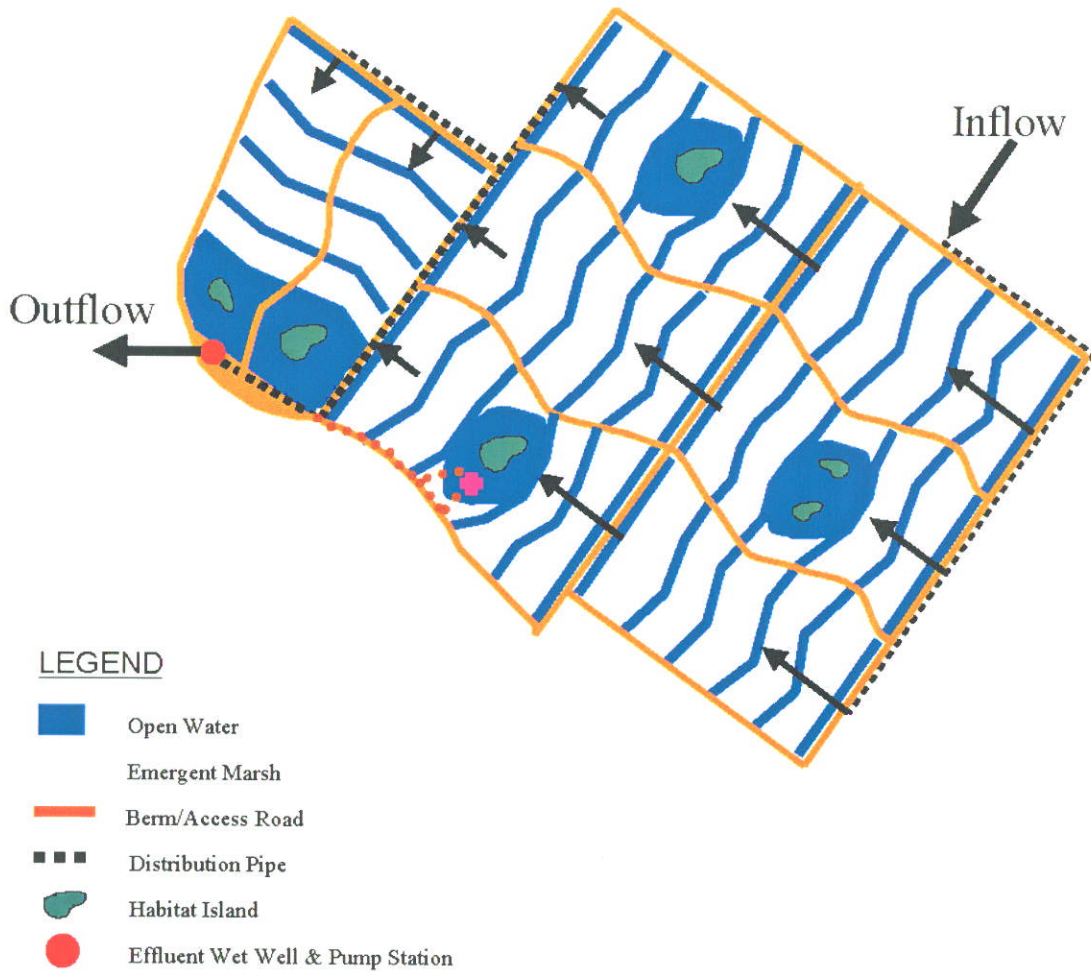 Inflow
Outflow
LEGEND
Open Water
Emergent Marsh
Berm/Access Road
Distribution Pipe
Habitat Island
Effluent Wet Well & Pump Station